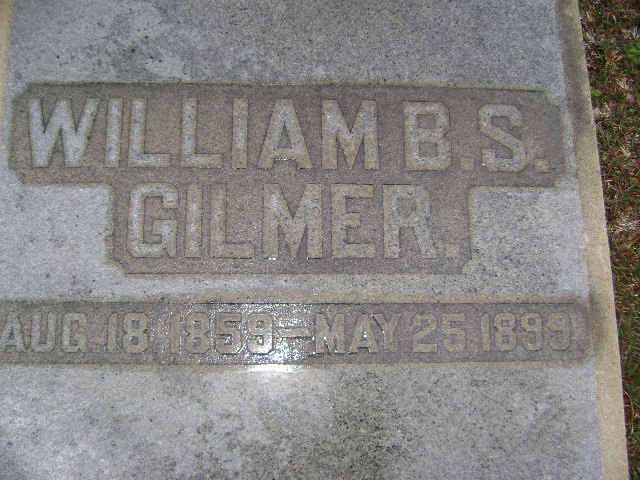 WILLIAM B.S.
GILMER.
AUG. 18. 1859 – MAY 25. 1899.